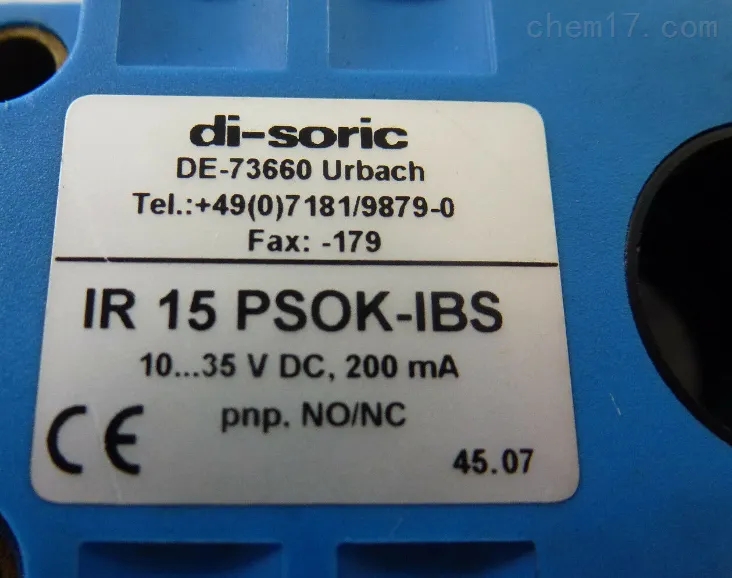 chem17.com
di-soric
DE-73660 Urbach
Tel.:+49(0)7181/9879-0
Fax: -179
IR 15 PSOK-IBS
10...35 V DC, 200 mA
pnp. NO/NC
CE
45.07